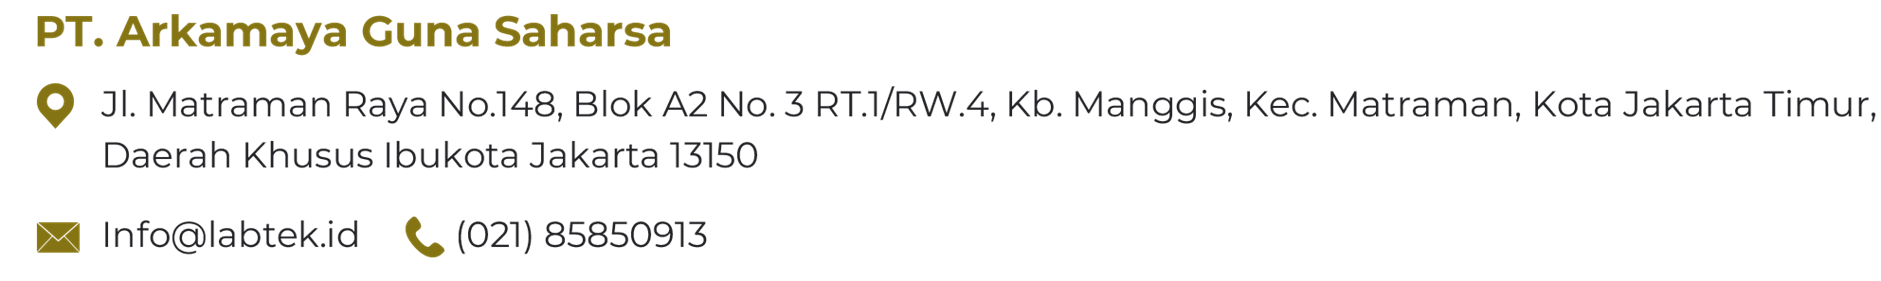 PT. Arkamaya Guna Saharsa
Jl. Matraman Raya No.148, Blok A2 No. 3 RT.1/RW.4, Kb. Manggis, Kec. Matraman, Kota Jakarta Timur,
Daerah Khusus Ibukota Jakarta 13150
Info@labtek.id (021) 85850913